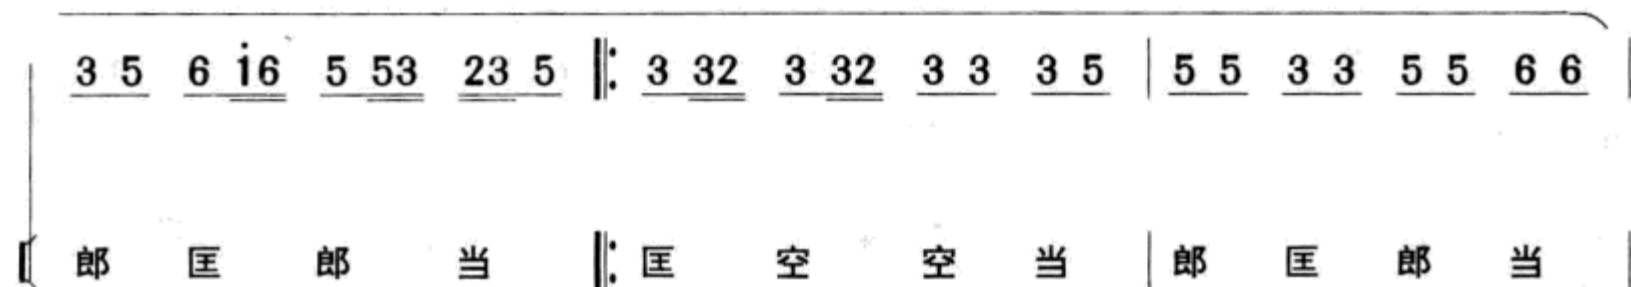 3 5 6 i̇6 5 53 23 5 ‖: 3 32 3 32 3 3 3 5 | 5 5 3 3 5 5 6 6 |
郎 匡 郎 当 ‖: 匡 空 空 当 | 郎 匡 郎 当 |